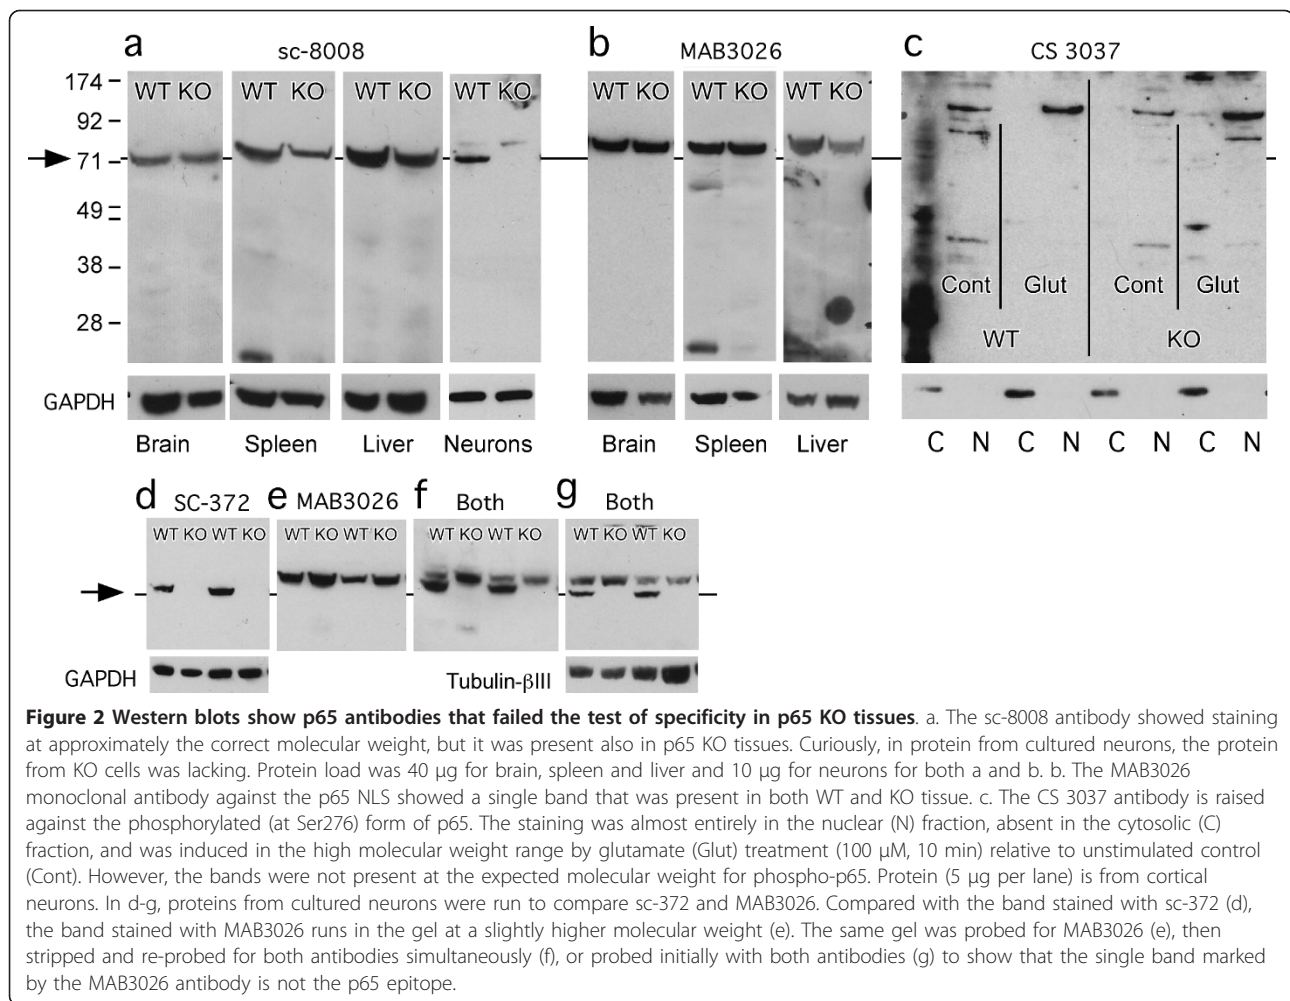 a sc-8008 b MAB3026 c CS 3037
WT KO WT KO WT KO WT KO WT KO WT KO WT KO
174
92
71
49
38
28
Cont Glut Cont Glut
WT KO
GAPDH
Brain Spleen Liver Neurons Brain Spleen Liver C N C N C N C N
d SC-372 e MAB3026 f Both g Both
WT KO WT KO WT KO WT KO WT KO WT KO WT KO WT KO
GAPDH Tubulin-βIII
Figure 2 Western blots show p65 antibodies that failed the test of specificity in p65 KO tissues. a. The sc-8008 antibody showed staining
at approximately the correct molecular weight, but it was present also in p65 KO tissues. Curiously, in protein from cultured neurons, the protein
from KO cells was lacking. Protein load was 40 μg for brain, spleen and liver and 10 μg for neurons for both a and b. b. The MAB3026
monoclonal antibody against the p65 NLS showed a single band that was present in both WT and KO tissue. c. The CS 3037 antibody is raised
against the phosphorylated (at Ser276) form of p65. The staining was almost entirely in the nuclear (N) fraction, absent in the cytosolic (C)
fraction, and was induced in the high molecular weight range by glutamate (Glut) treatment (100 μM, 10 min) relative to unstimulated control
(Cont). However, the bands were not present at the expected molecular weight for phospho-p65. Protein (5 μg per lane) is from cortical
neurons. In d-g, proteins from cultured neurons were run to compare sc-372 and MAB3026. Compared with the band stained with sc-372 (d),
the band stained with MAB3026 runs in the gel at a slightly higher molecular weight (e). The same gel was probed for MAB3026 (e), then
stripped and re-probed for both antibodies simultaneously (f), or probed initially with both antibodies (g) to show that the single band marked
by the MAB3026 antibody is not the p65 epitope.